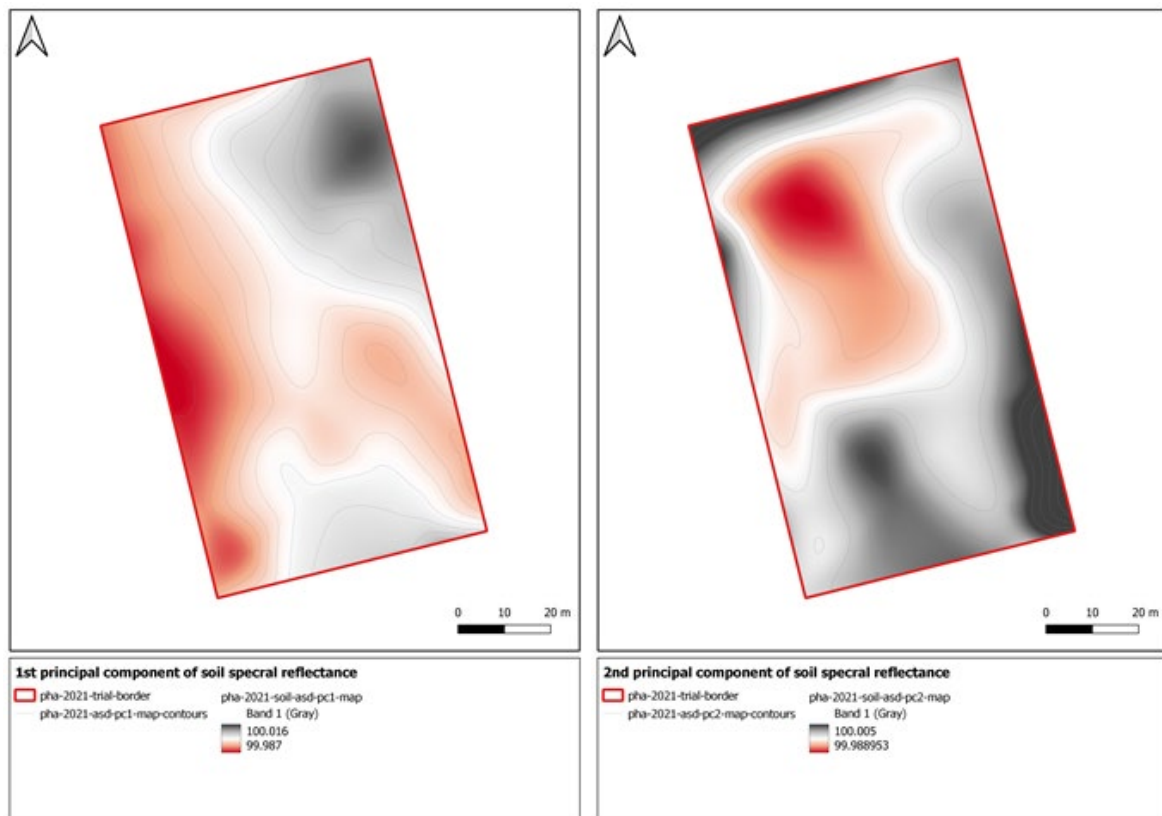 0 10 20 m
1st principal component of soil specral reflectance
pha-2021-trial-border pha-2021-soil-asd-pc1-map
pha-2021-asd-pc1-map-contours Band 1 (Gray)
100.016
99.987
0 10 20 m
2nd principal component of soil specral reflectance
pha-2021-trial-border pha-2021-soil-asd-pc2-map
pha-2021-asd-pc2-map-contours Band 1 (Gray)
100.005
99.988953